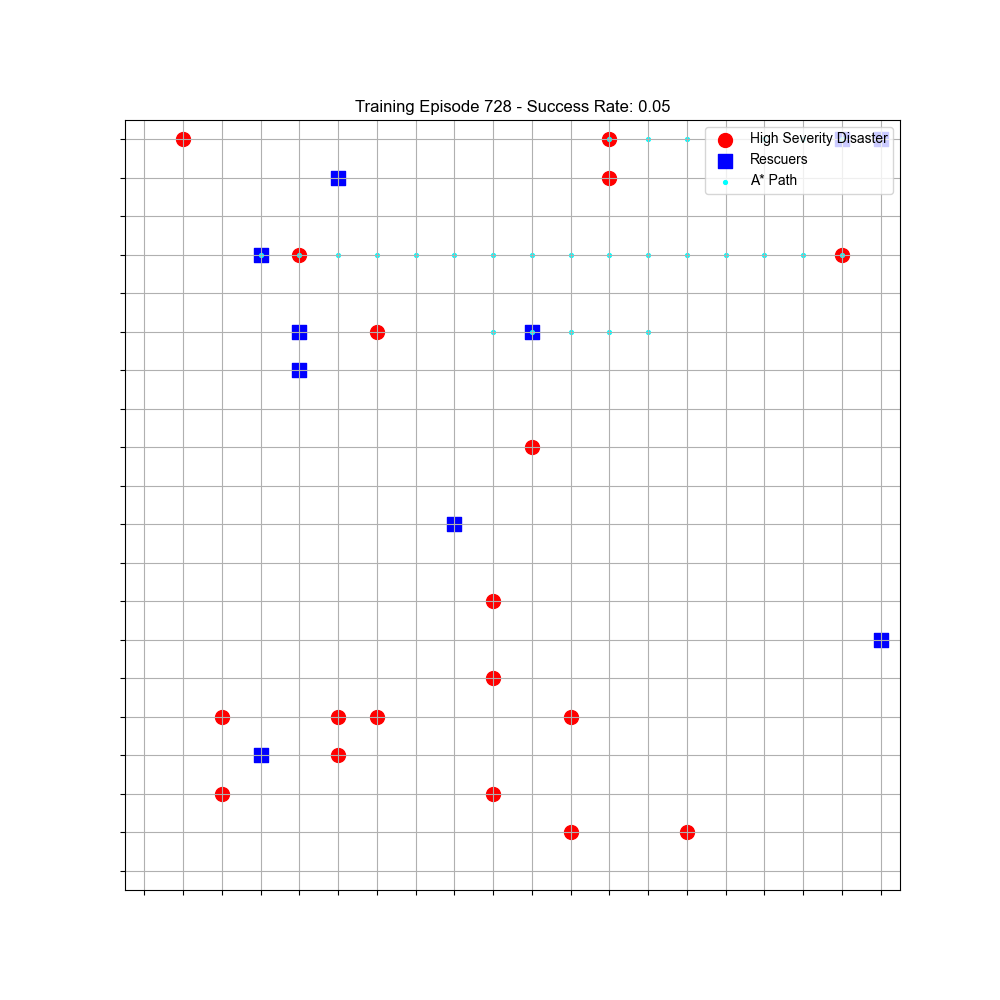 Training Episode 728 - Success Rate: 0.05
High Severity Disaster
Rescuers
A* Path